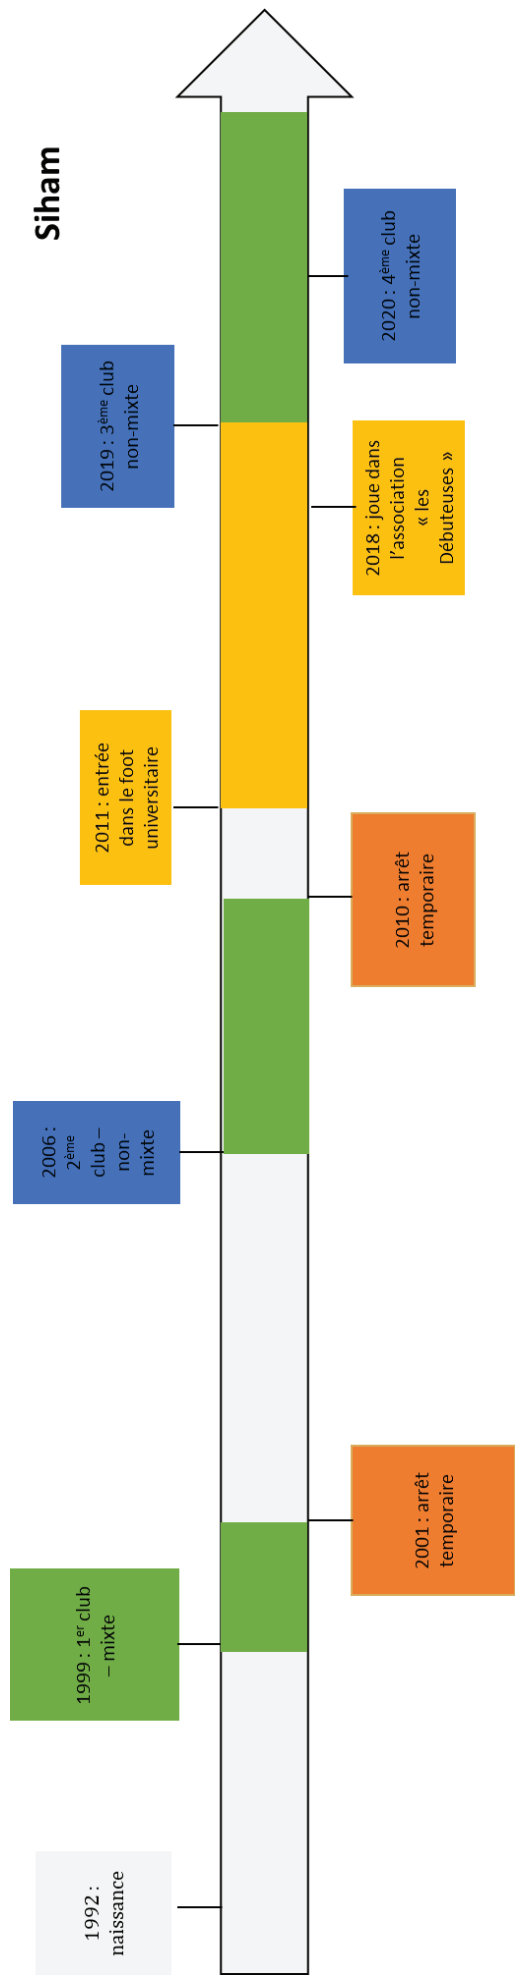 Siham
1992 :
naissance
1999 : 1er club
– mixte
2001 : arrêt
temporaire
2006 :
2ème
club –
non-
mixte
2010 : arrêt
temporaire
2011 : entrée
dans le foot
universitaire
2018 : joue dans
l'association
« les
Débuteuses »
2019 : 3ème club
non-mixte
2020 : 4ème club
non-mixte